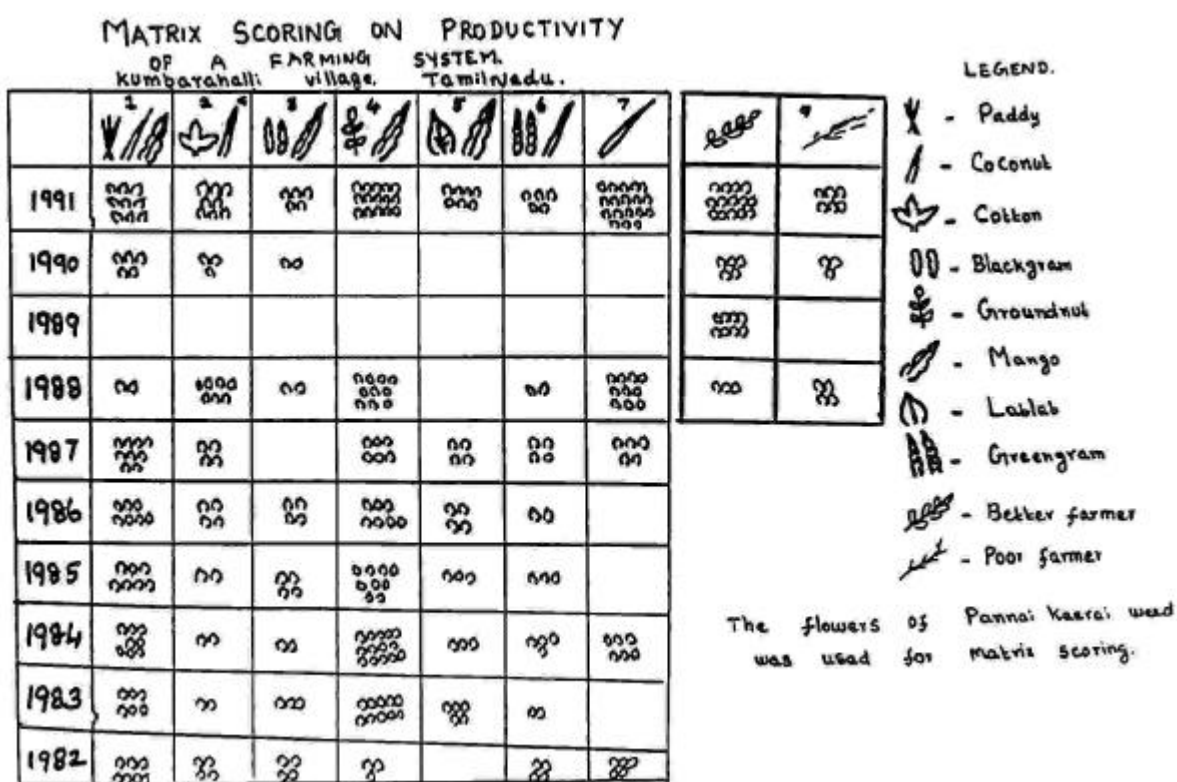 MATRIX SCORING ON PRODUCTIVITY
OF A FARMING SYSTEM.
Kumbarahalli village, Tamilnadu.
1 2 3 4 5 6 7
9
1991
1990
1989
1988
1987
1986
1985
1984
1983
1982
LEGEND.
- Paddy
- Coconut
- Cotton
- Blackgram
- Groundnut
- Mango
- Lablab
- Greengram
- Better farmer
- Poor farmer
The flowers of Pannai Keerai weed
was used for matrix scoring.